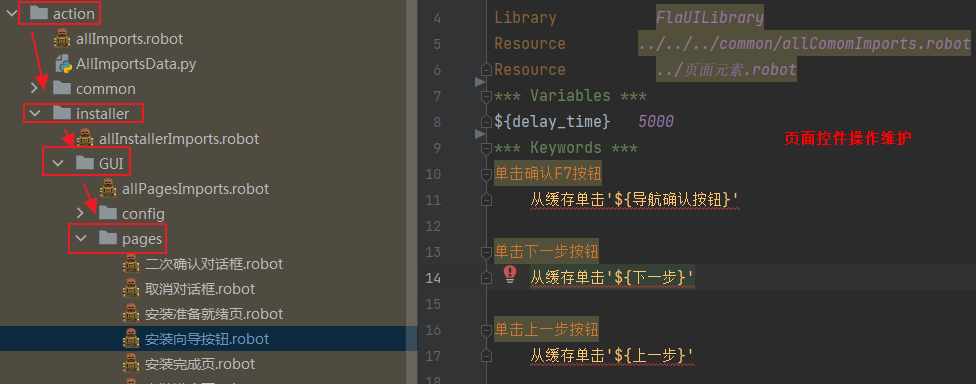 action
allImports.robot
AllImportsData.py
common
installer
allInstallerImports.robot
GUI
allPagesImports.robot
config
pages
二次确认对话框.robot
取消对话框.robot
安装准备就绪页.robot
安装向导按钮.robot
安装完成页.robot
4 Library FlaUILibrary
5 Resource ../../../common/allComomImports.robot
6 Resource ../页面元素.robot
7 *** Variables ***
8 ${delay_time} 5000
页面控件操作维护
9 *** Keywords ***
10 单击确认F7按钮
11 从缓存单击'${导航确认按钮}'
12
13 单击下一步按钮
14 从缓存单击'${下一步}'
15
16 单击上一步按钮
17 从缓存单击'${上一步}'
18